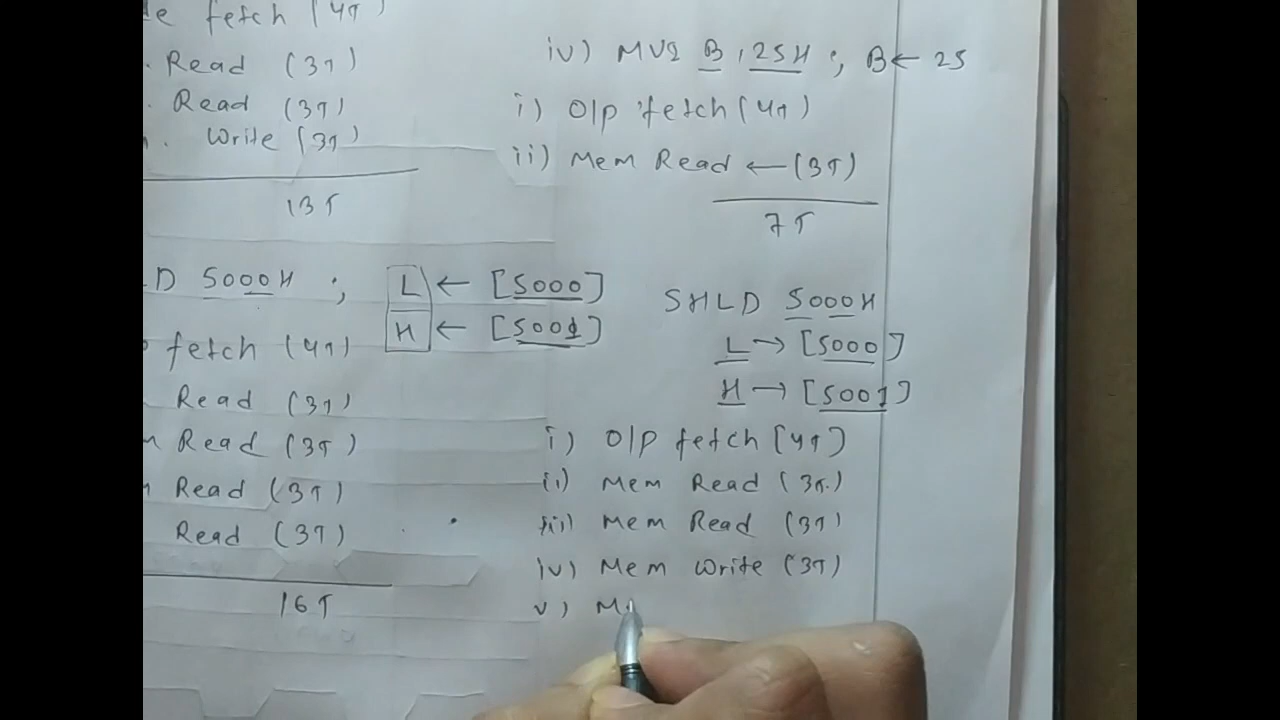 fetch (4T)
Read (3T)
Read (3T)
Write (3T)
13T
D 5000H ;
L ← [5000]
H ← [5001]
fetch (4T)
Read (3T)
Read (3T)
Read (3T)
Read (3T)
16T
iv) MVI B, 25H ; B ← 25
i) O/p fetch (4T)
ii) Mem Read ← (3T)
7T
SHLD 5000H
L → [5000]
H → [5001]
i) O/p fetch (4T)
ii) Mem Read (3T)
iii) Mem Read (3T)
iv) Mem Write (3T)
v) M